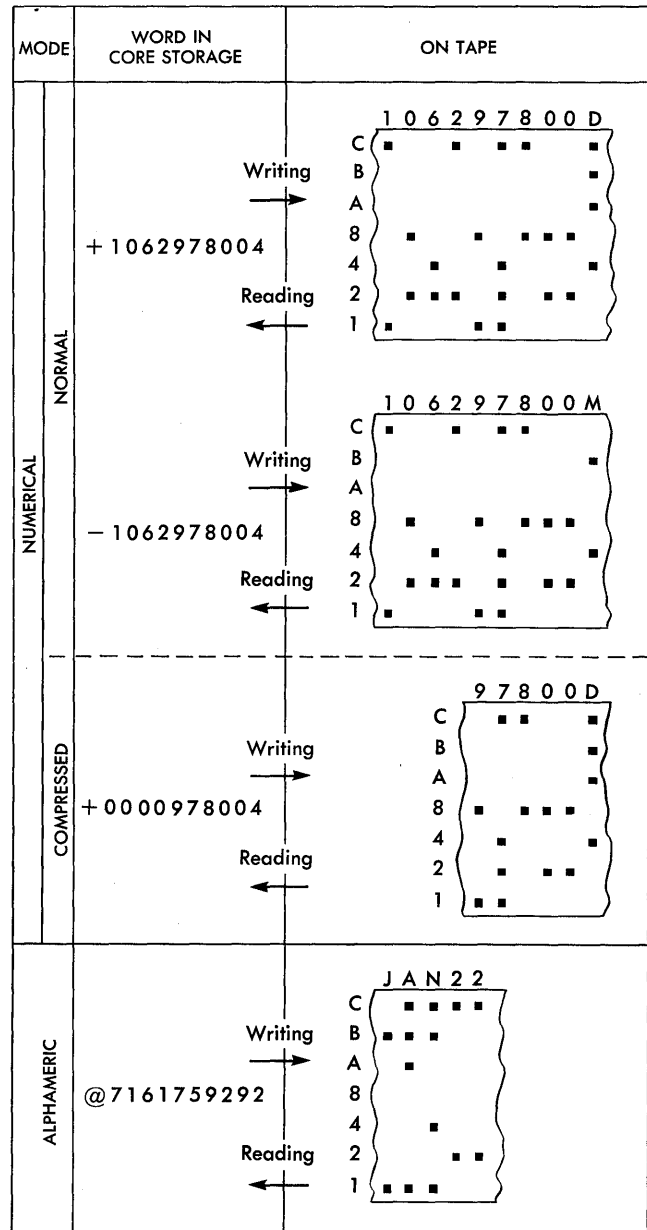 MODE WORD IN CORE STORAGE ON TAPE
NUMERICAL
NORMAL
+1062978004
Writing
Reading
1 0 6 2 9 7 8 0 0 D
C
B
A
8
4
2
1
-1062978004
Writing
Reading
1 0 6 2 9 7 8 0 0 M
C
B
A
8
4
2
1
COMPRESSED
+0000978004
Writing
Reading
9 7 8 0 0 D
C
B
A
8
4
2
1
ALPHAMERIC
@7161759292
Writing
Reading
J A N 2 2
C
B
A
8
4
2
1